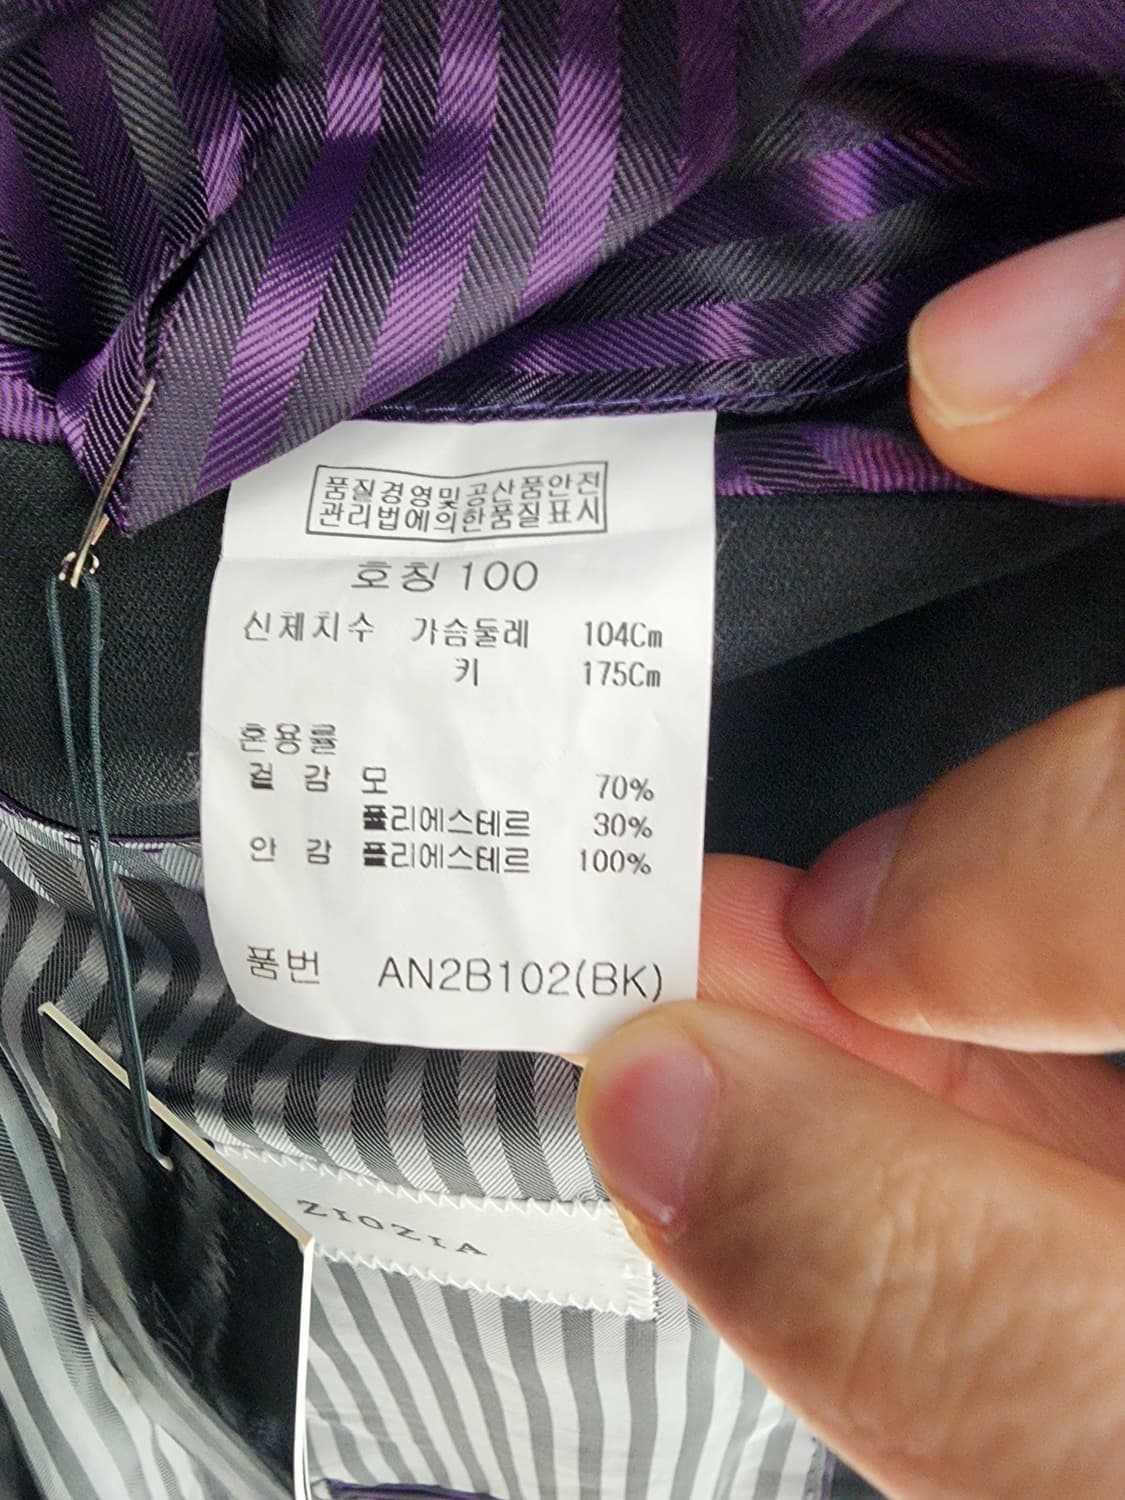 품질경영및공산품안전
관리법에의한품질표시
호칭 100
신체치수 가슴둘레 104Cm
키 175Cm
혼용률
겉 감 모 70%
폴리에스테르 30%
안 감 폴리에스테르 100%
품번 AN2B102(BK)
ZIOZIA